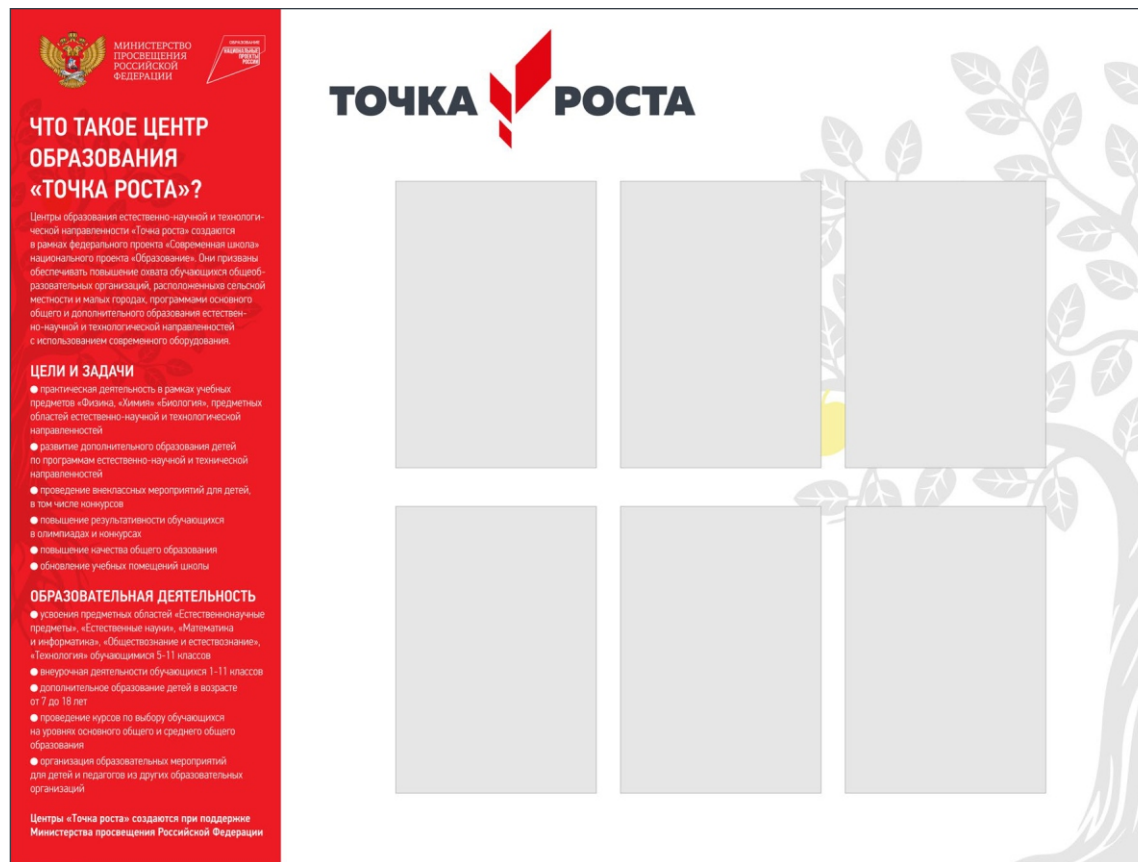 МИНИСТЕРСТВО
ПРОСВЕЩЕНИЯ
РОССИЙСКОЙ
ФЕДЕРАЦИИ
ОБРАЗОВАНИЕ
НАЦИОНАЛЬНЫЕ
ПРОЕКТЫ
РОССИИ
ТОЧКА РОСТА
ЧТО ТАКОЕ ЦЕНТР
ОБРАЗОВАНИЯ
«ТОЧКА РОСТА»?
Центры образования естественно-научной и технологи-
ческой направленности «Точка роста» создаются
в рамках федерального проекта «Современная школа»
национального проекта «Образование». Они призваны
обеспечивать повышение охвата обучающихся общеоб-
разовательных организаций, расположенныхв сельской
местности и малых городах, программами основного
общего и дополнительного образования естествен-
но-научной и технологической направленностей
с использованием современного оборудования.
ЦЕЛИ И ЗАДАЧИ
● практическая деятельность в рамках учебных
предметов «Физика, «Химия» «Биология», предметных
областей естественно-научной и технологической
направленностей
● развитие дополнительного образования детей
по программам естественно-научной и технической
направленностей
● проведение внеклассных мероприятий для детей,
в том числе конкурсов
● повышение результативности обучающихся
в олимпиадах и конкурсах
● повышение качества общего образования
● обновление учебных помещений школы
ОБРАЗОВАТЕЛЬНАЯ ДЕЯТЕЛЬНОСТЬ
● усвоения предметных областей «Естественнонаучные
предметы», «Естественные науки», «Математика
и информатика», «Обществознание и естествознание»,
«Технология» обучающимися 5-11 классов
● внеурочная деятельности обучающихся 1-11 классов
● дополнительное образование детей в возрасте
от 7 до 18 лет
● проведение курсов по выбору обучающихся
на уровнях основного общего и среднего общего
образования
● организация образовательных мероприятий
для детей и педагогов из других образовательных
организаций
Центры «Точка роста» создаются при поддержке
Министерства просвещения Российской Федерации